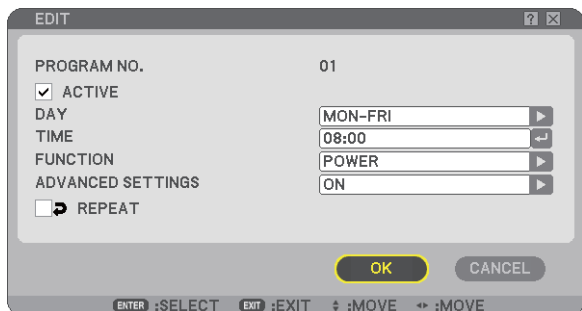 EDIT
PROGRAM NO. 01
ACTIVE
DAY MON-FRI
TIME 08:00
FUNCTION POWER
ADVANCED SETTINGS ON
REPEAT
OK CANCEL
ENTER :SELECT EXIT :EXIT :MOVE :MOVE